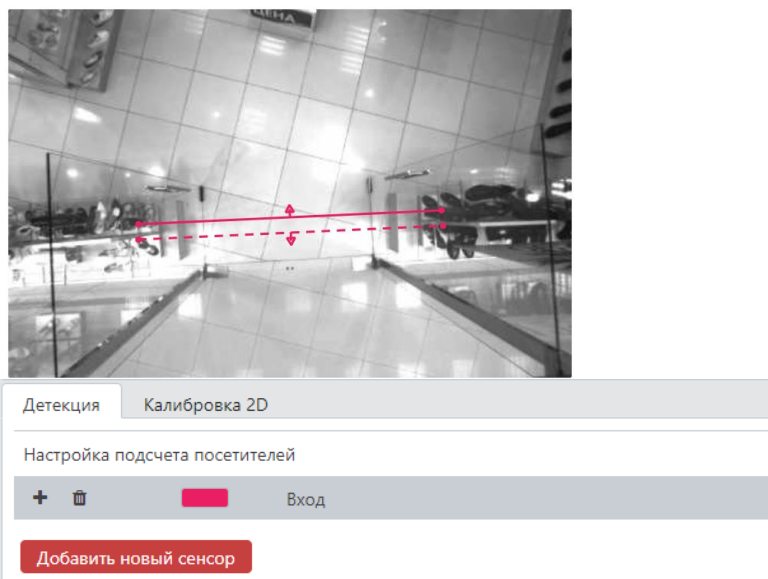 ЦЕНА
Детекция
Калибровка 2D
Настройка подсчета посетителей
Вход
Добавить новый сенсор